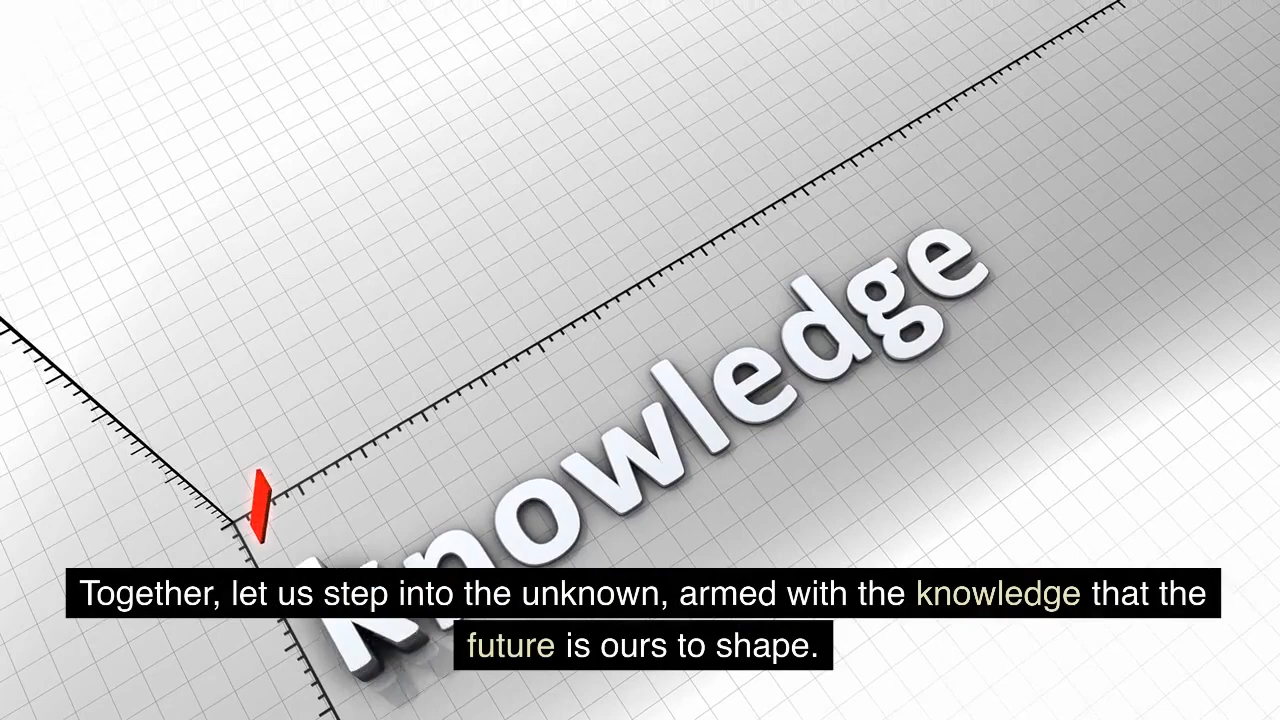 knowledge
Together, let us step into the unknown, armed with the knowledge that the
future is ours to shape.